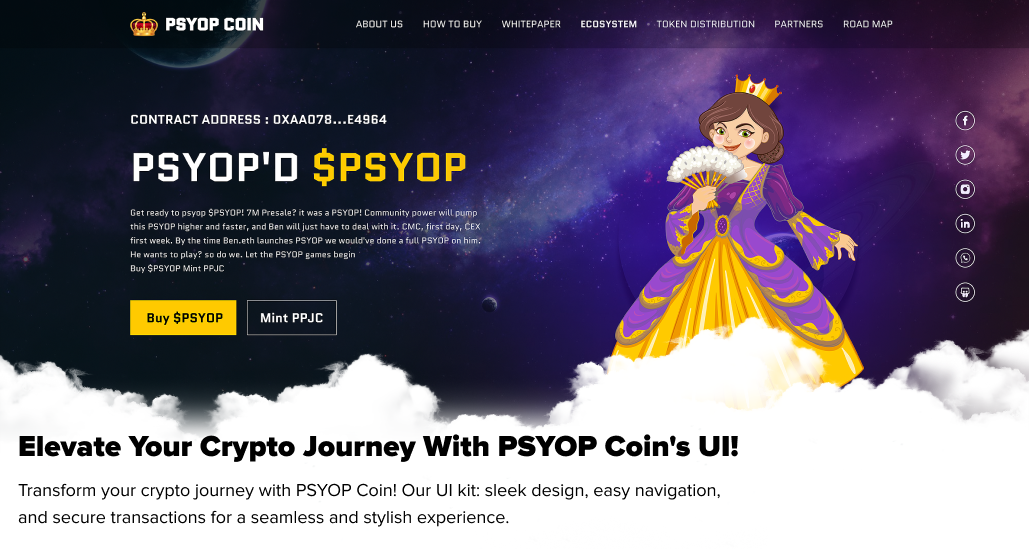 PSYOP COIN
ABOUT US HOW TO BUY WHITEPAPER ECOSYSTEM TOKEN DISTRIBUTION PARTNERS ROAD MAP
CONTRACT ADDRESS : 0XAA078...E4964
PSYOP'D $PSYOP
Get ready to psyop $PSYOP! 7M Presale? it was a PSYOP! Community power will pump
this PSYOP higher and faster, and Ben will just have to deal with it. CMC, first day, CEX
first week. By the time Ben.eth launches PSYOP we would've done a full PSYOP on him.
He wants to play? so do we. Let the PSYOP games begin
Buy $PSYOP Mint PPJC
Buy $PSYOP Mint PPJC
Elevate Your Crypto Journey With PSYOP Coin's UI!
Transform your crypto journey with PSYOP Coin! Our UI kit: sleek design, easy navigation,
and secure transactions for a seamless and stylish experience.